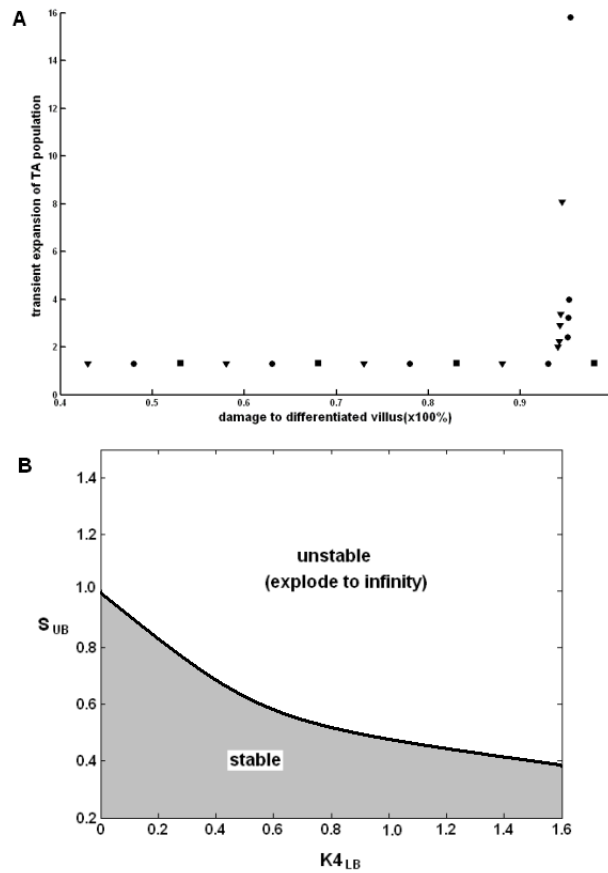 A
16
14
12
10
8
6
4
2
0
transient expansion of TA population
0.4 0.5 0.6 0.7 0.8 0.9
damage to differentiated villus(x100%)
B
1.4
1.2
1.0
0.8
0.6
0.4
0.2
S UB
unstable
(explode to infinity)
stable
0 0.2 0.4 0.6 0.8 1.0 1.2 1.4 1.6
K4LB